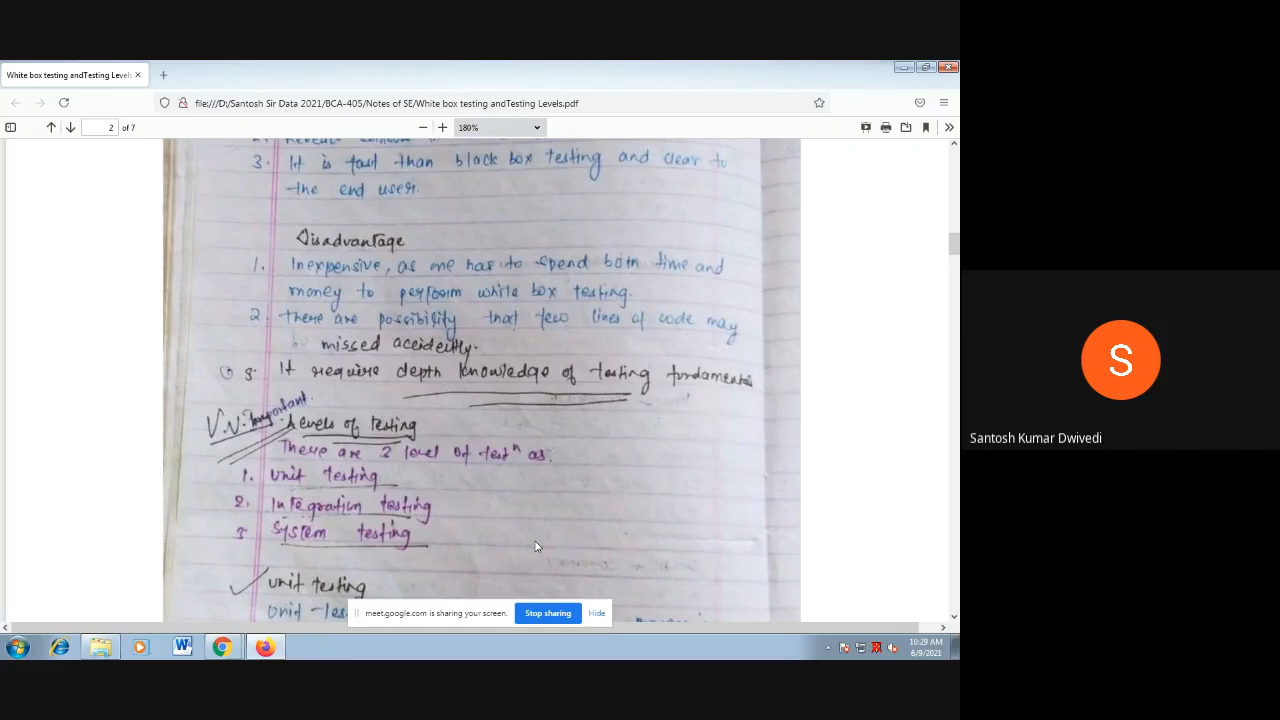 White box testing andTesting Levels
file:///D:/Santosh Sir Data 2021/BCA-405/Notes of SE/White box testing andTesting Levels.pdf
2 of 7
180%
3. It is fast than black box testing and clear to
the end user.
Disadvantage
1. Inexpensive, as one has to spend both time and
money to perform white box testing.
2. there are possibility that few lines of code may
be missed accidently.
3. It require depth knowledge of testing fundamentals
V.V. Important. Levels of testing
There are 3 level of testⁿ as:
1. Unit testing
2. Integration testing
3. System testing
Unit testing
meet.google.com is sharing your screen.
Stop sharing
Hide
10:29 AM
6/9/2021
S
Santosh Kumar Dwivedi